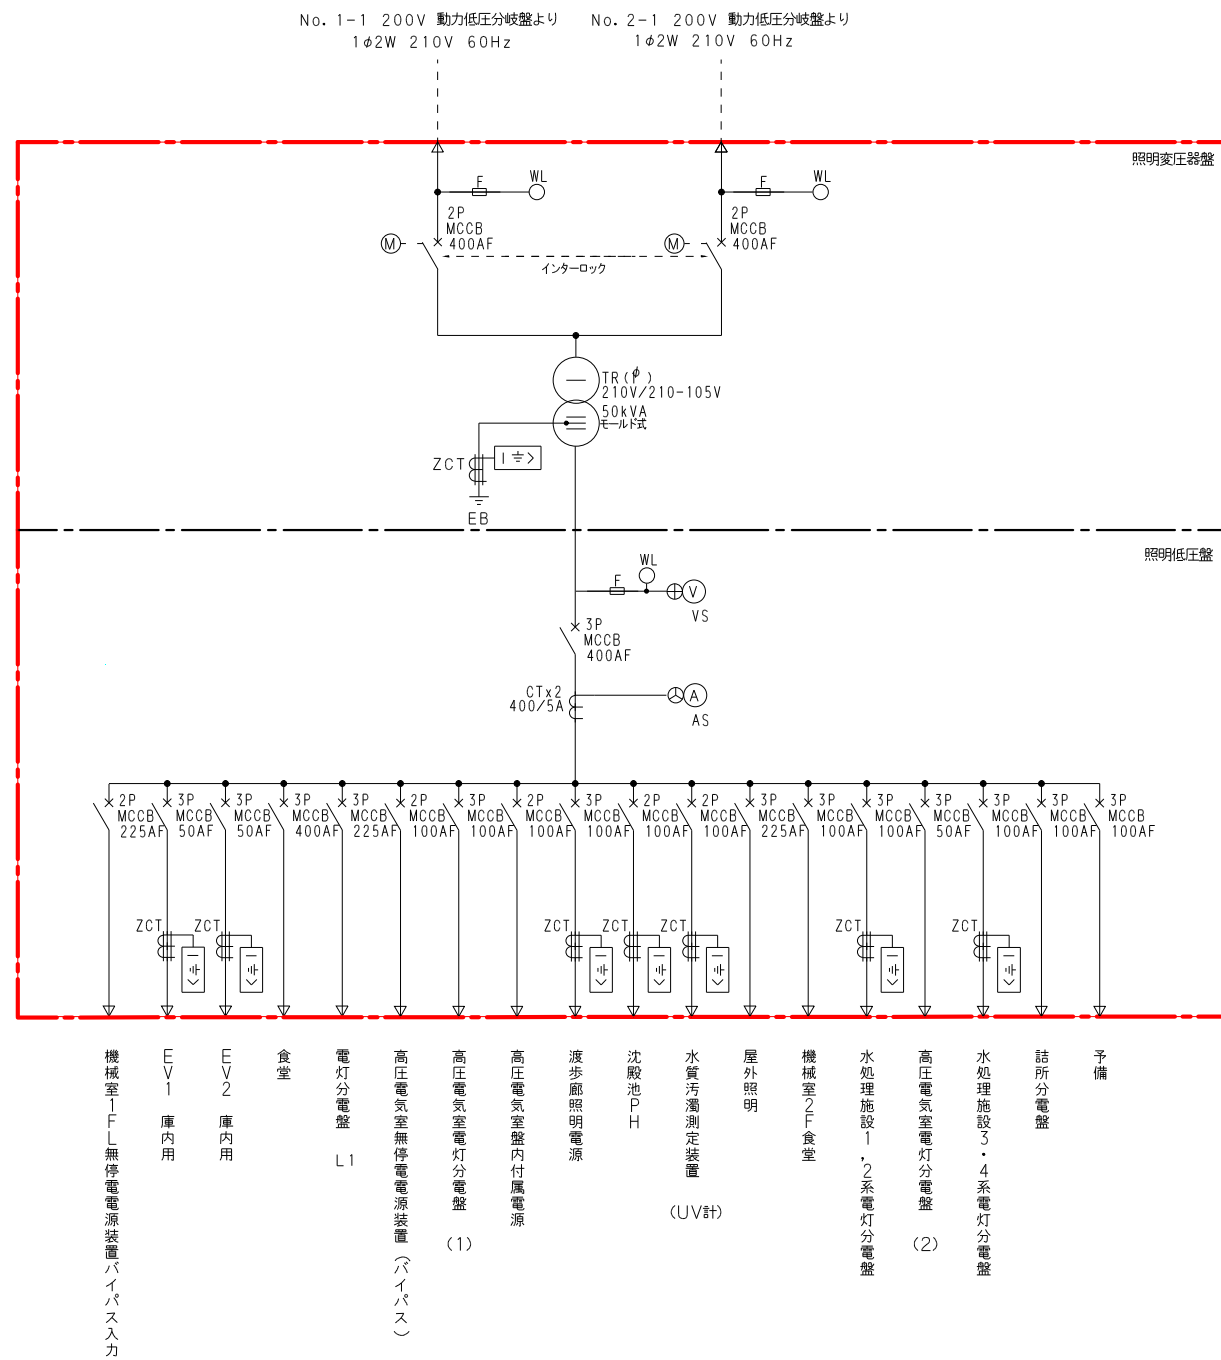 No. 1-1 200V 動力低圧分岐盤より
1φ2W 210V 60Hz
No. 2-1 200V 動力低圧分岐盤より
1φ2W 210V 60Hz
照明変圧器盤
F
WL
2P
MCCB
400AF
M
F
WL
2P
MCCB
400AF
M
インターロック
TR(1φ)
210V/210-105V
50kVA
モールド式
ZCT
I
EB
照明低圧盤
F
WL
V
VS
3P
MCCB
400AF
CTx2
400/5A
A
AS
2P
MCCB
225AF
3P
MCCB
50AF
3P
MCCB
50AF
3P
MCCB
400AF
3P
MCCB
225AF
2P
MCCB
100AF
3P
MCCB
100AF
2P
MCCB
100AF
3P
MCCB
100AF
2P
MCCB
100AF
2P
MCCB
100AF
3P
MCCB
225AF
3P
MCCB
100AF
3P
MCCB
100AF
3P
MCCB
50AF
3P
MCCB
100AF
3P
MCCB
100AF
3P
MCCB
100AF
ZCT
I
ZCT
I
ZCT
I
ZCT
I
ZCT
I
ZCT
I
ZCT
I
機械室1FL無停電電源装置バイパス入力
EV1 庫内用
EV2 庫内用
食堂
電灯分電盤 L1
高圧電気室無停電電源装置(バイパス)
高圧電気室電灯分電盤 (1)
高圧電気室盤内付属電源
渡歩廊照明電源
沈殿池PH
水質汚濁測定装置 (UV計)
屋外照明
機械室2F食堂
水処理施設1,2系電灯分電盤
高圧電気室電灯分電盤 (2)
水処理施設3・4系電灯分電盤
詰所分電盤
予備